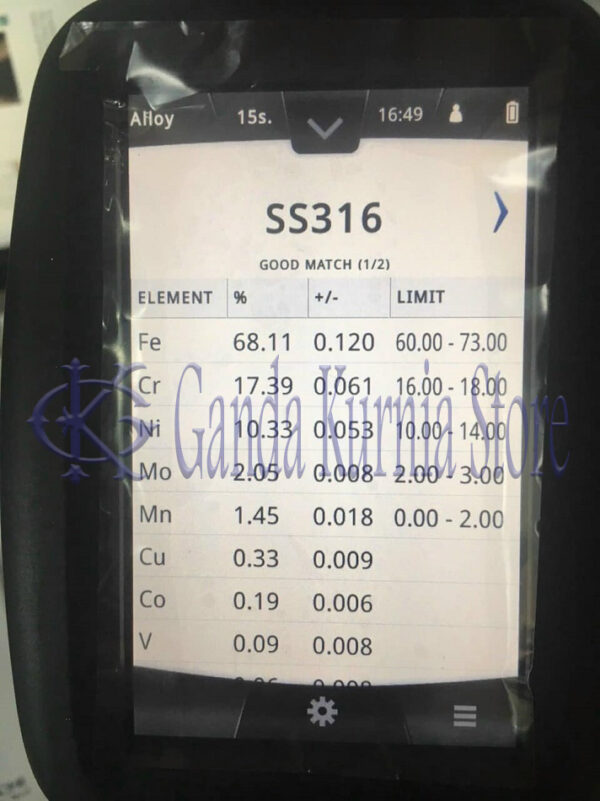 Alloy 15s. 16:49
SS316
GOOD MATCH (1/2)
ELEMENT % +/- LIMIT
Fe 68.11 0.120 60.00 - 73.00
Cr 17.39 0.061 16.00 - 18.00
Ni 10.33 0.053 10.00 - 14.00
GK Ganda Kurnia Store
Mo 2.05 0.008 2.00 - 3.00
Mn 1.45 0.018 0.00 - 2.00
Cu 0.33 0.009
Co 0.19 0.006
V 0.09 0.008